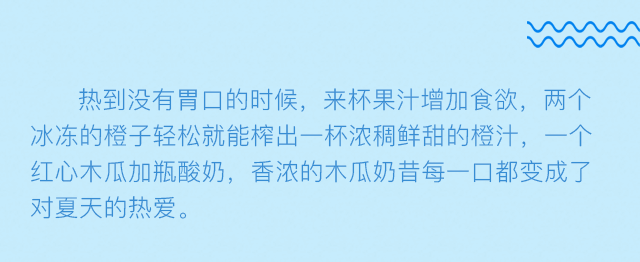 热到没有胃口的时候，来杯果汁增加食欲，两个
冰冻的橙子轻松就能榨出一杯浓稠鲜甜的橙汁，一个
红心木瓜加瓶酸奶，香浓的木瓜奶昔每一口都变成了
对夏天的热爱。